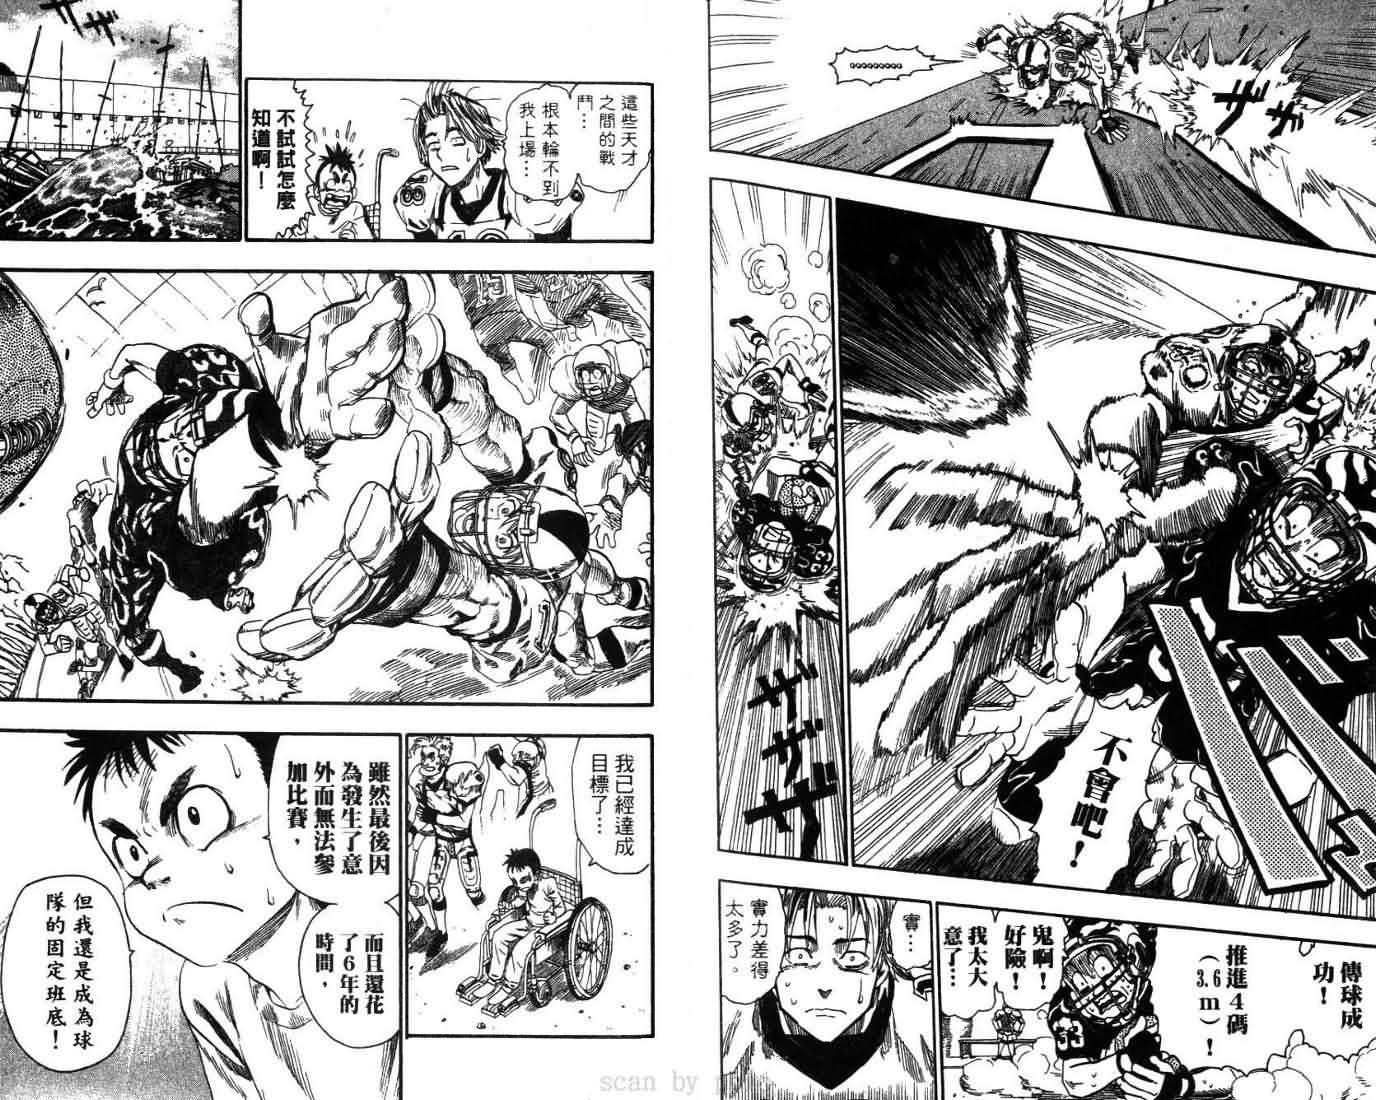 ………
ザザ
ザザザザ
不會吧！
傳球成
功！
推進4碼
（3.6m）！
鬼啊！
好險！
我太大
意了…
實…
實力差得
太多了。
這些天才
之間的戰
鬥…
根本輪不到
我上場…
不試試怎麼
知道啊！
我已經達成
目標了…
雖然最後因
為發生了意
外而無法參
加比賽，
而且還花
了6年的
時間，
但我還是成為球
隊的固定班底！
scan by